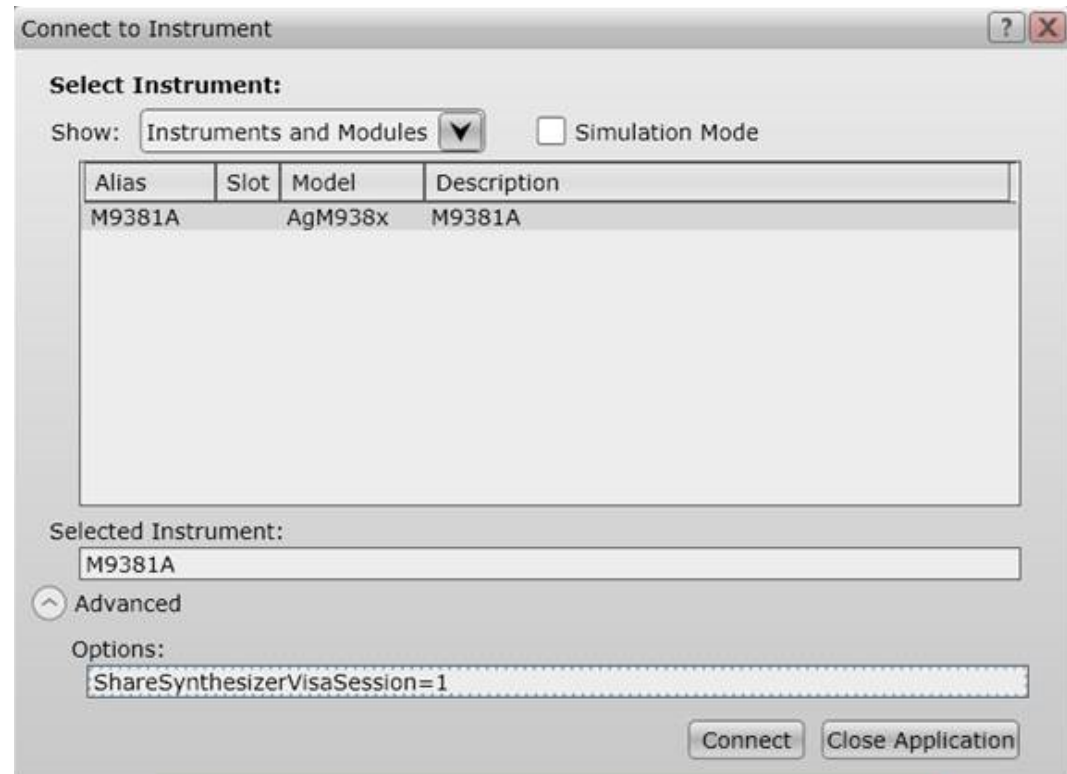 Connect to Instrument ? X
Select Instrument:
Show: Instruments and Modules Simulation Mode
Alias Slot Model Description
M9381A AgM938x M9381A
Selected Instrument:
M9381A
Advanced
Options:
ShareSynthesizerVisaSession=1
Connect Close Application